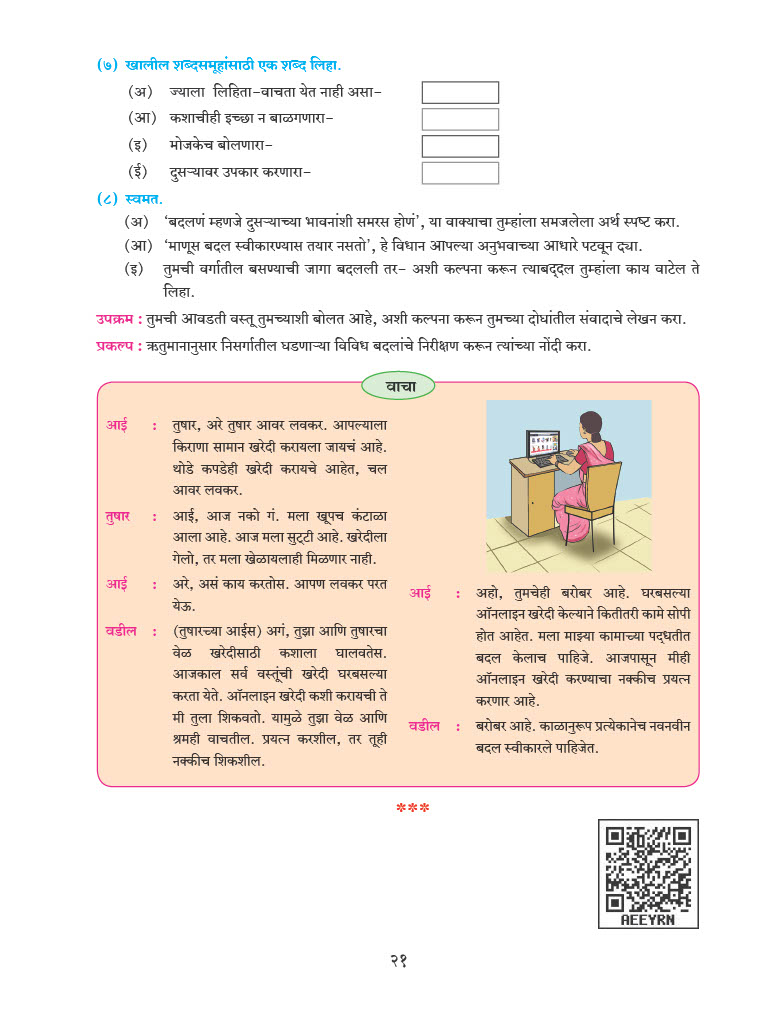 (७) खालील शब्दसमूहांसाठी एक शब्द लिहा.
(अ) ज्याला लिहिता-वाचता येत नाही असा-
(आ) कशाचीही इच्छा न बाळगणारा-
(इ) मोजकेच बोलणारा-
(ई) दुसऱ्यावर उपकार करणारा-
(८) स्वमत.
(अ) ‘बदलणं म्हणजे दुसऱ्याच्या भावनांशी समरस होणं’, या वाक्याचा तुम्हांला समजलेला अर्थ स्पष्ट करा.
(आ) ‘माणूस बदल स्वीकारण्यास तयार नसतो’, हे विधान आपल्या अनुभवाच्या आधारे पटवून द्या.
(इ) तुमची वर्गातील बसण्याची जागा बदलली तर- अशी कल्पना करून त्याबद्दल तुम्हांला काय वाटेल ते
लिहा.
उपक्रम : तुमची आवडती वस्तू तुमच्याशी बोलत आहे, अशी कल्पना करून तुमच्या दोघांतील संवादाचे लेखन करा.
प्रकल्प : ऋतुमानानुसार निसर्गातील घडणाऱ्या विविध बदलांचे निरीक्षण करून त्यांच्या नोंदी करा.
वाचा
आई : तुषार, अरे तुषार आवर लवकर. आपल्याला
किराणा सामान खरेदी करायला जायचं आहे.
थोडे कपडेही खरेदी करायचे आहेत, चल
आवर लवकर.
तुषार : आई, आज नको गं. मला खूपच कंटाळा
आला आहे. आज मला सुट्टी आहे. खरेदीला
गेलो, तर मला खेळायलाही मिळणार नाही.
आई : अरे, असं काय करतोस. आपण लवकर परत
येऊ.
वडील : (तुषारच्या आईस) अगं, तुझा आणि तुषारचा
वेळ खरेदीसाठी कशाला घालवतेस.
आजकाल सर्व वस्तूंची खरेदी घरबसल्या
करता येते. ऑनलाइन खरेदी कशी करायची ते
मी तुला शिकवतो. यामुळे तुझा वेळ आणि
श्रमही वाचतील. प्रयत्न करशील, तर तूही
नक्कीच शिकशील.
आई : अहो, तुमचेही बरोबर आहे. घरबसल्या
ऑनलाइन खरेदी केल्याने कितीतरी कामे सोपी
होत आहेत. मला माझ्या कामाच्या पद्धतीत
बदल केलाच पाहिजे. आजपासून मीही
ऑनलाइन खरेदी करण्याचा नक्कीच प्रयत्न
करणार आहे.
वडील : बरोबर आहे. काळानुरूप प्रत्येकानेच नवनवीन
बदल स्वीकारले पाहिजेत.
***
AEEYRN
२१